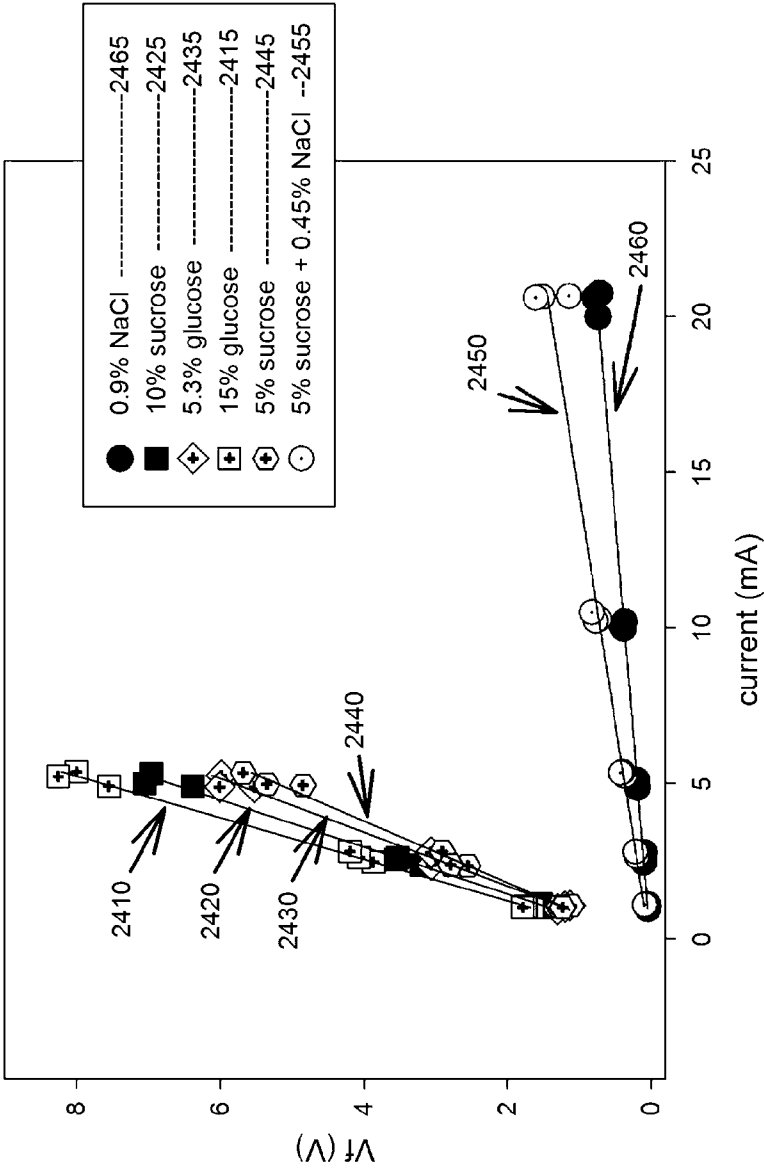 0.9% NaCl ----------2465
10% sucrose ----------2425
5.3% glucose ----------2435
15% glucose ----------2415
5% sucrose ----------2445
5% sucrose + 0.45% NaCl --2455
2410
2420
2430
2440
2450
2460
8
6
4
2
0
Vf (V)
0
5
10
15
20
25
current (mA)